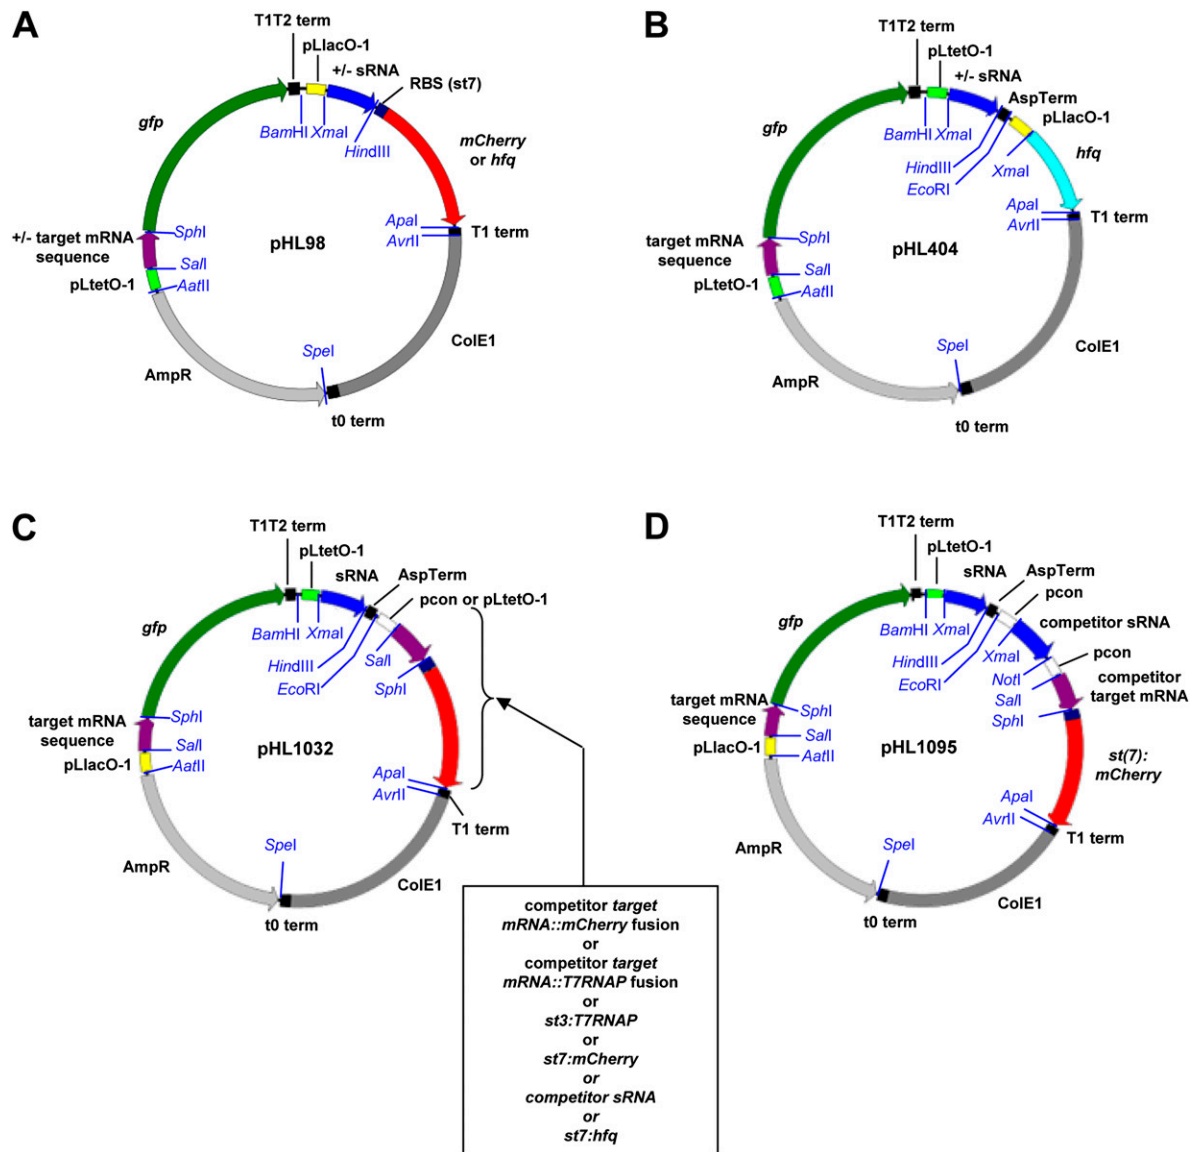 A
T1T2 term
pLlacO-1
+/- sRNA
RBS (st7)
BamHI
XmaI
HindIII
gfp
mCherry
or hfq
ApaI
AvrII
T1 term
SphI
+/- target mRNA
sequence
pHL98
SalI
pLtetO-1
AatII
SpeI
ColE1
AmpR
t0 term
B
T1T2 term
pLtetO-1
+/- sRNA
AspTerm
pLlacO-1
BamHI
XmaI
gfp
hfq
HindIII
XmaI
EcoRI
ApaI
AvrII
T1 term
SphI
target mRNA
sequence
pHL404
SalI
pLtetO-1
AatII
SpeI
ColE1
AmpR
t0 term
C
T1T2 term
pLtetO-1
sRNA
AspTerm
pcon or pLtetO-1
BamHI
XmaI
gfp
HindIII
SalI
EcoRI
SphI
SphI
target mRNA
sequence
pHL1032
SalI
pLlacO-1
AatII
ApaI
AvrII
T1 term
SpeI
AmpR
ColE1
t0 term
competitor target
mRNA::mCherry fusion
or
competitor target
mRNA::T7RNAP fusion
or
st3:T7RNAP
or
st7:mCherry
or
competitor sRNA
or
st7:hfq
D
T1T2 term
pLtetO-1
sRNA
AspTerm
pcon
competitor sRNA
BamHI
XmaI
gfp
HindIII
XmaI
pcon
EcoRI
NotI
competitor
target mRNA
SalI
SphI
SphI
target mRNA
sequence
pHL1095
SalI
pLlacO-1
AatII
st(7):
mCherry
ApaI
AvrII
T1 term
SpeI
AmpR
ColE1
t0 term